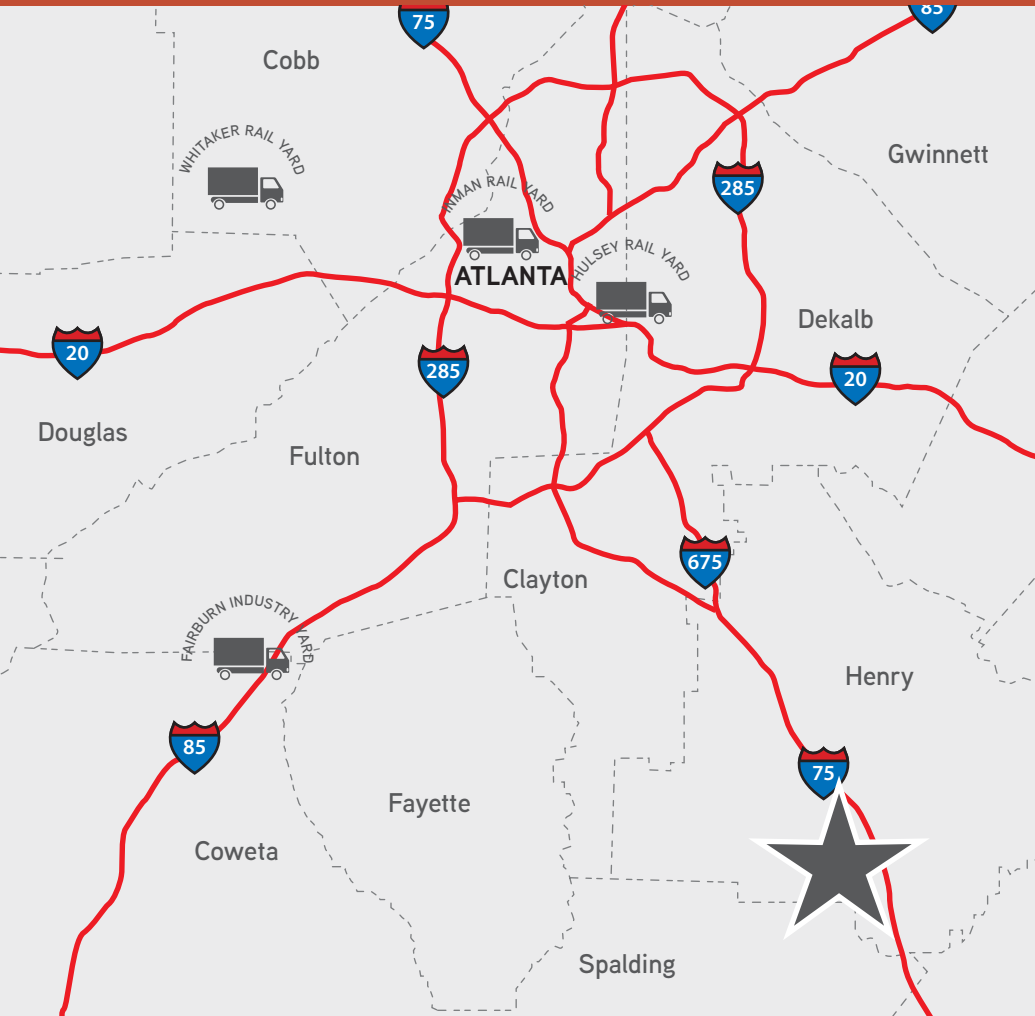 75
85
Cobb
WHITAKER RAIL YARD
Gwinnett
285
INMAN RAIL YARD
HULSEY RAIL YARD
ATLANTA
Dekalb
20
285
20
Douglas
Fulton
675
Clayton
FAIRBURN INDUSTRY YARD
Henry
85
75
Fayette
Coweta
Spalding